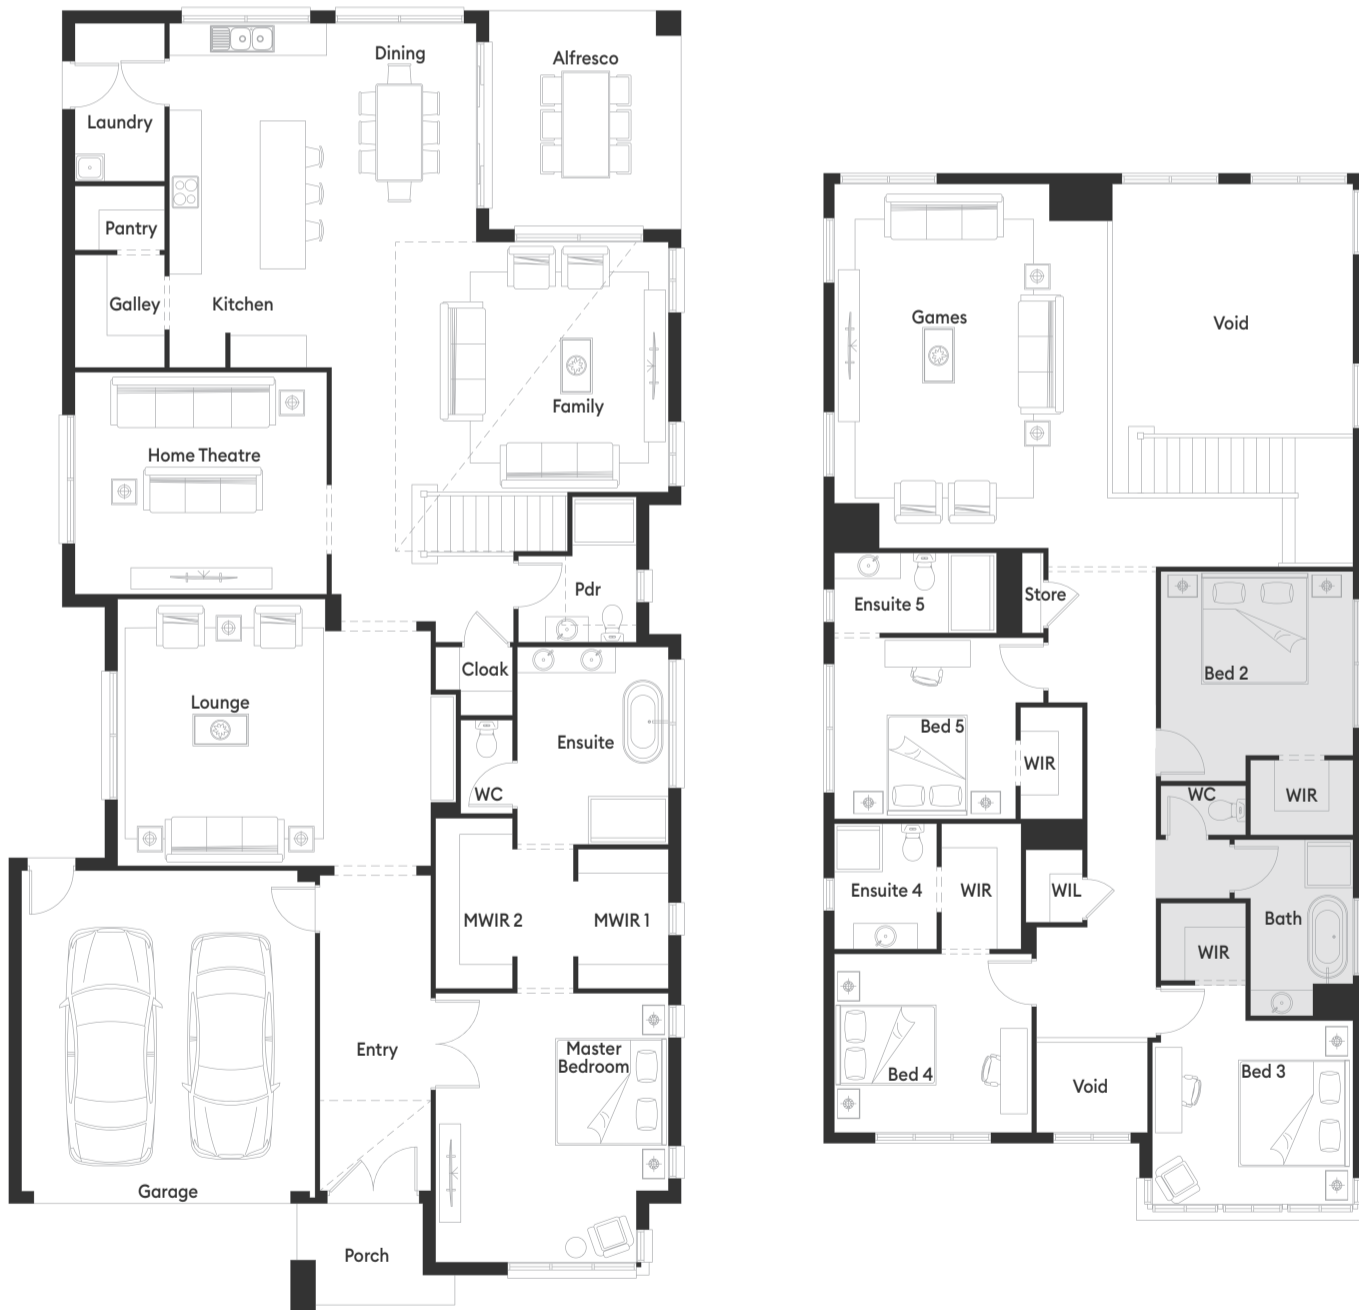 Dining
Alfresco
Laundry
Pantry
Galley
Kitchen
Family
Home Theatre
Pdr
Cloak
Lounge
Ensuite
WC
MWIR 2
MWIR 1
Entry
Master
Bedroom
Garage
Porch
Games
Void
Ensuite 5
Store
Bed 2
Bed 5
WIR
WC
WIR
Ensuite 4
WIR
WIL
Bath
WIR
Bed 4
Void
Bed 3